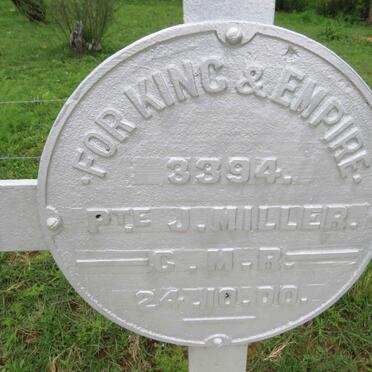 ·FOR KING & EMPIRE·
3394.
PTE J. MILLER.
C. M. R.
24.10.00.